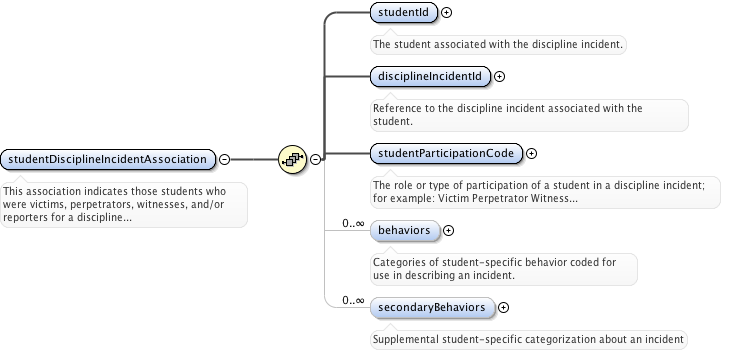 studentId
The student associated with the discipline incident.
disciplineIncidentId
Reference to the discipline incident associated with the
student.
studentDisciplineIncidentAssociation
This association indicates those students who
were victims, perpetrators, witnesses, and/or
reporters for a discipline...
studentParticipationCode
The role or type of participation of a student in a discipline incident;
for example: Victim Perpetrator Witness...
0..∞
behaviors
Categories of student-specific behavior coded for
use in describing an incident.
0..∞
secondaryBehaviors
Supplemental student-specific categorization about an incident